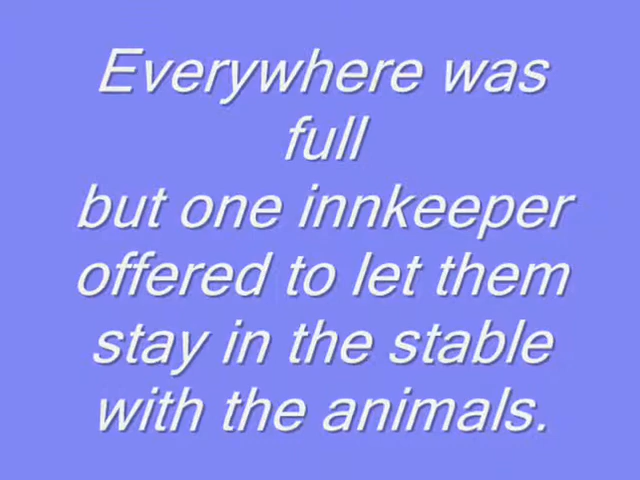 Everywhere was
full
but one innkeeper
offered to let them
stay in the stable
with the animals.